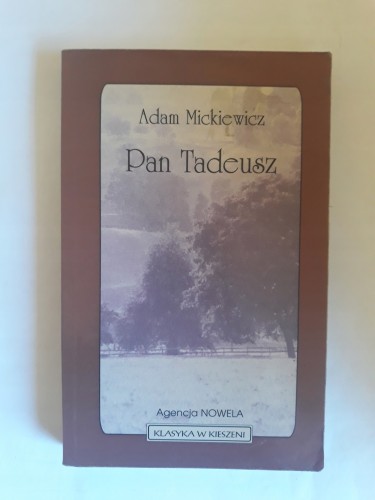 Adam Mickiewicz
Pan Tadeusz
Agencja NOWELA
KLASYKA W KIESZENI